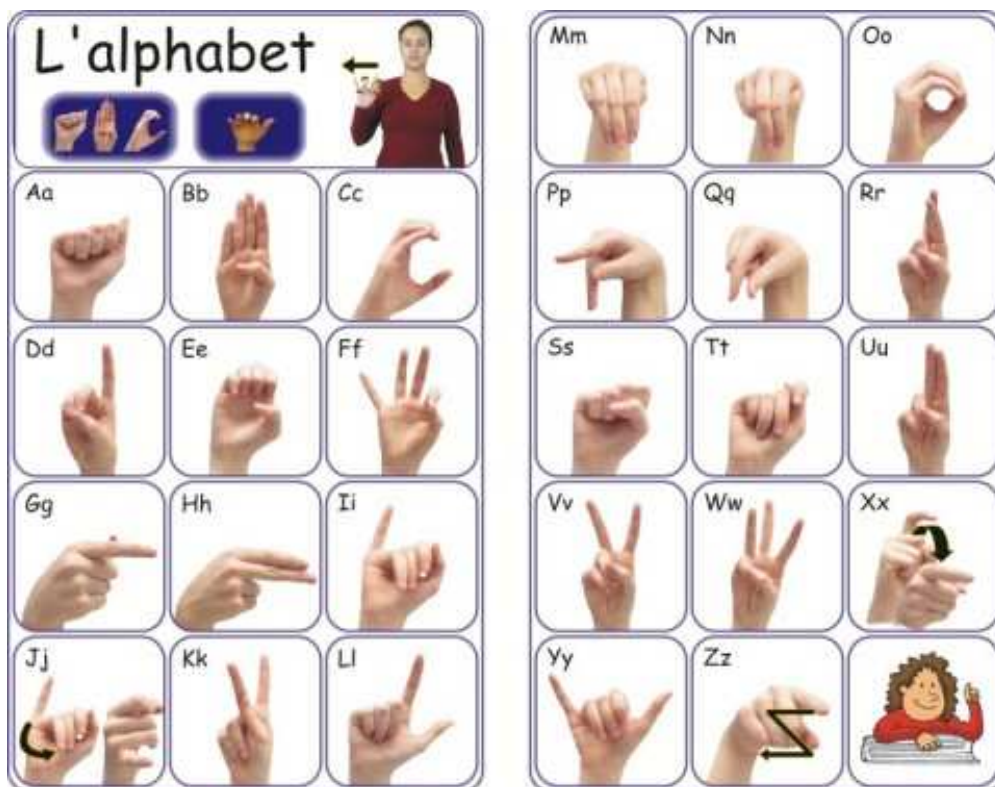 L'alphabet
Aa Bb Cc
Dd Ee Ff
Gg Hh Ii
Jj Kk Ll
Mm Nn Oo
Pp Qq Rr
Ss Tt Uu
Vv Ww Xx
Yy Zz